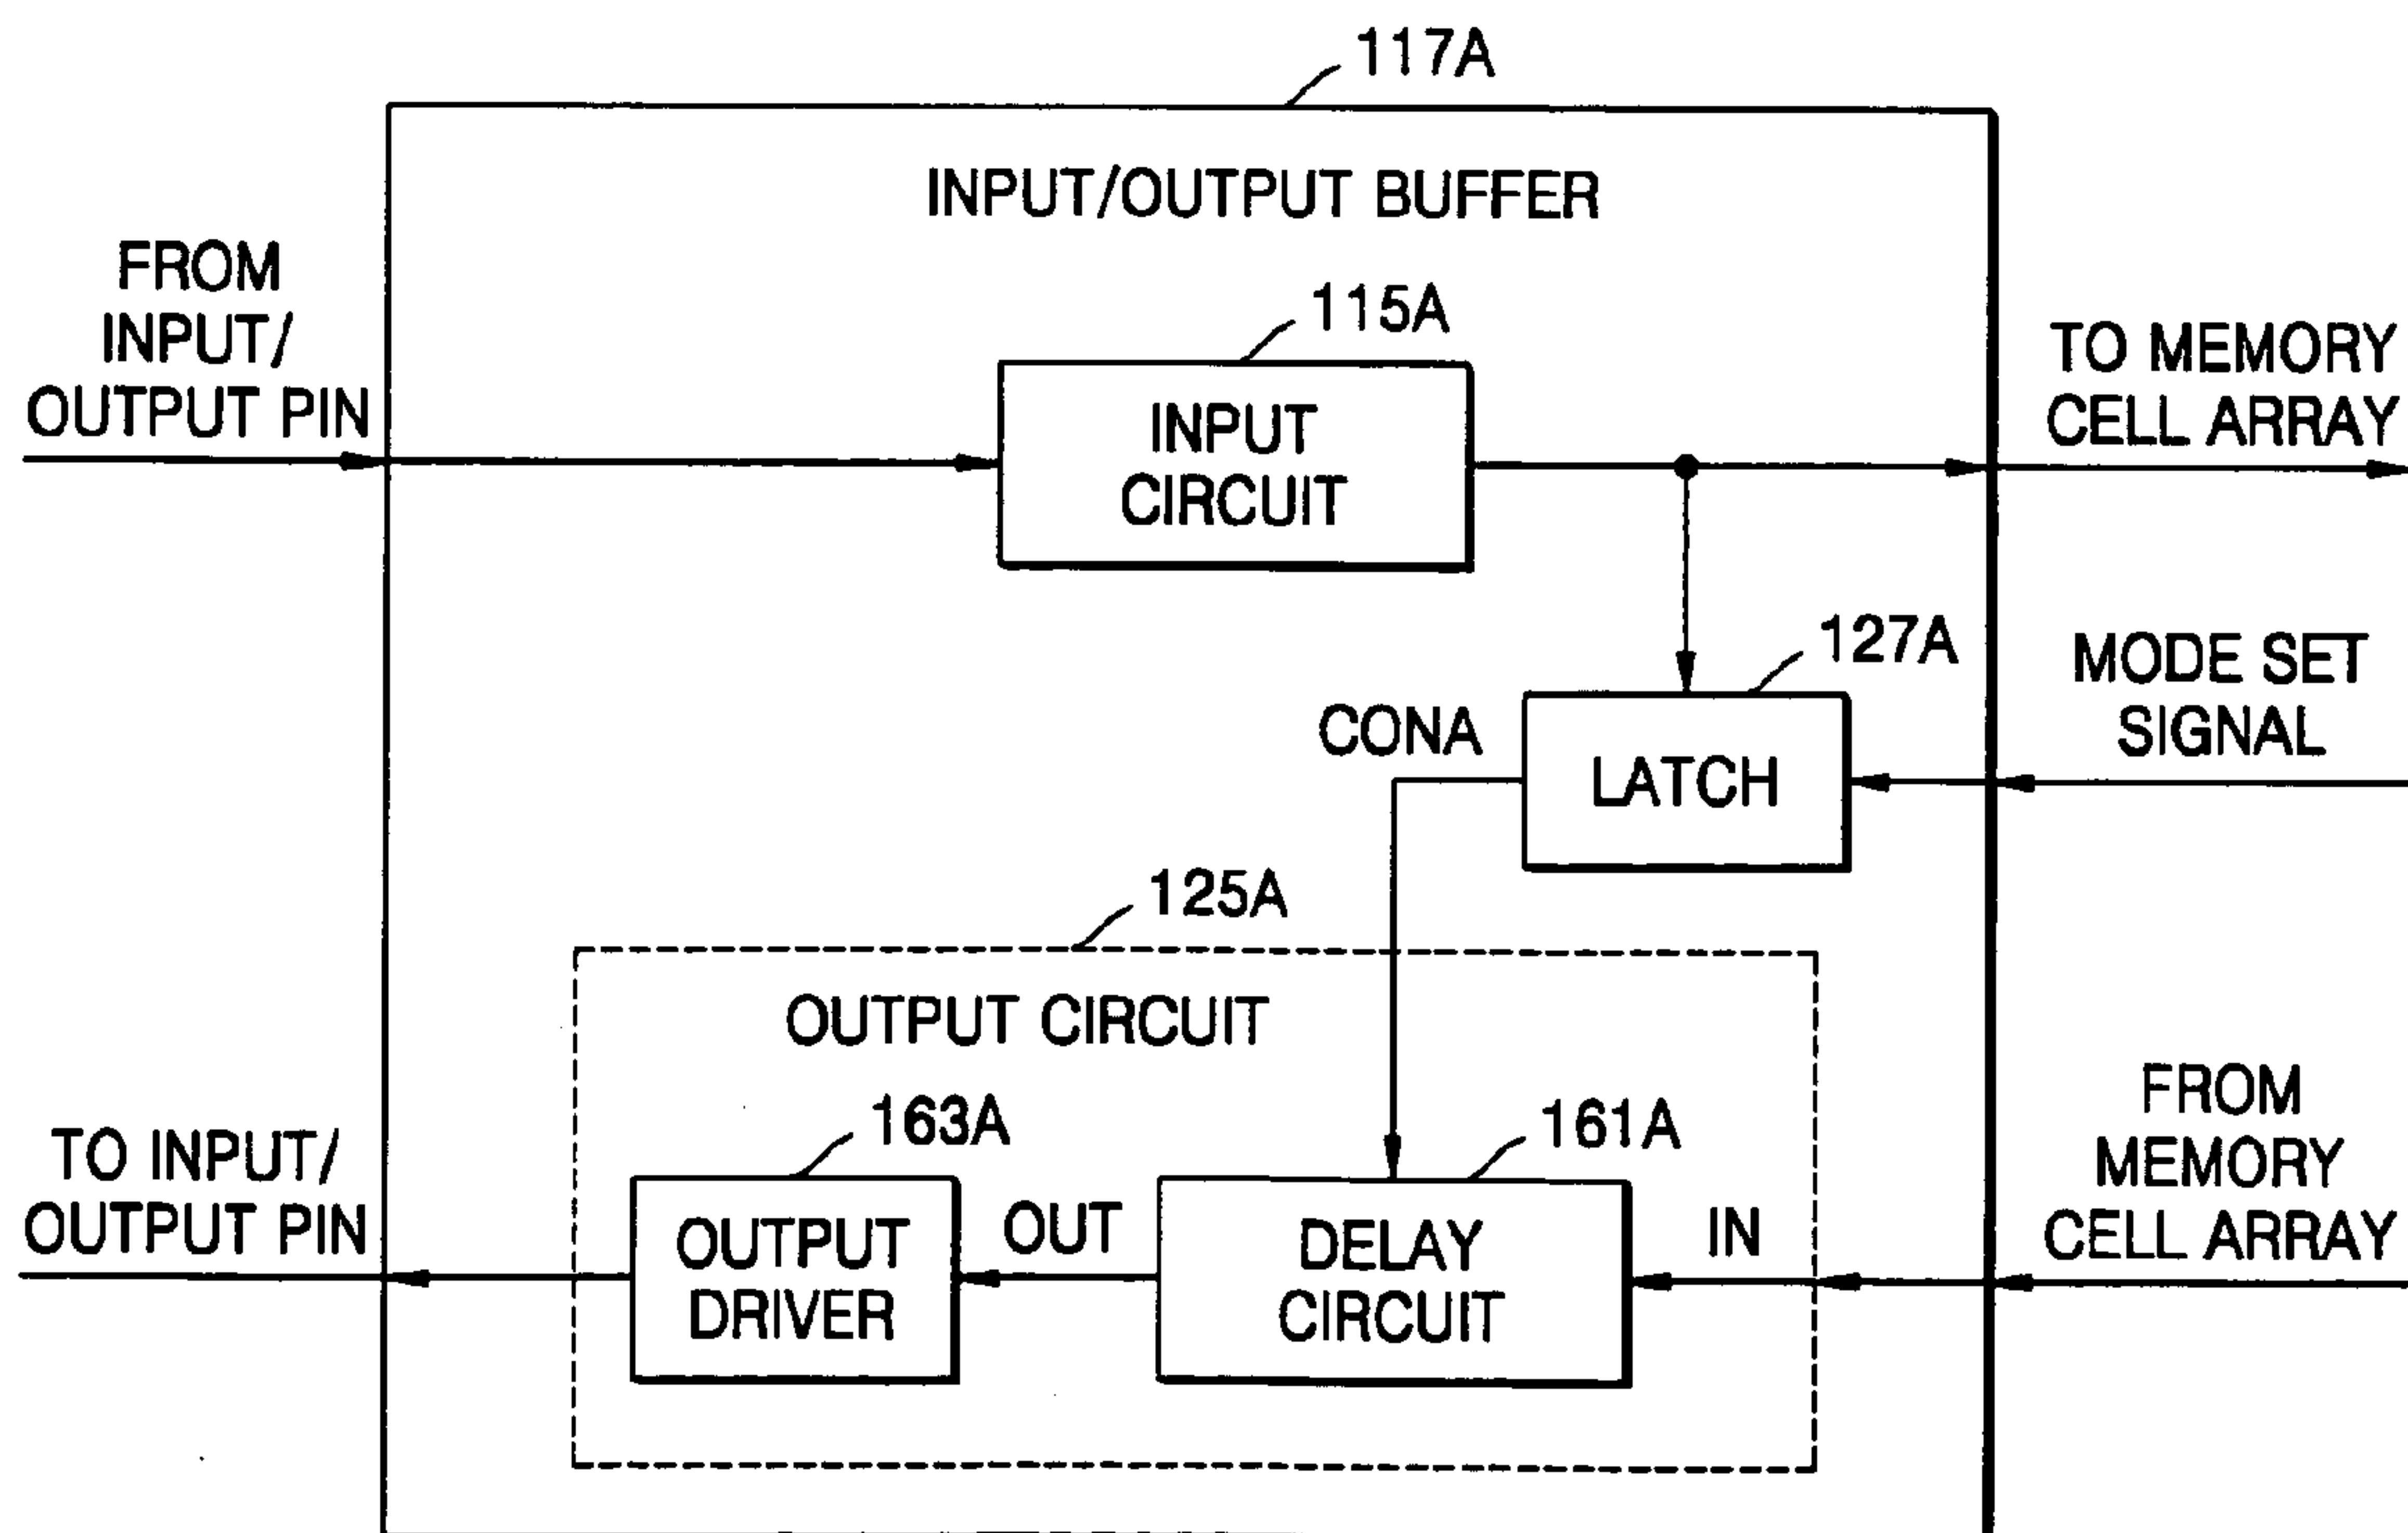 117A
INPUT/OUTPUT BUFFER
FROM
INPUT/
OUTPUT PIN
115A
INPUT
CIRCUIT
TO MEMORY
CELL ARRAY
127A
MODE SET
SIGNAL
CONA
LATCH
125A
OUTPUT CIRCUIT
163A
161A
TO INPUT/
OUTPUT PIN
OUTPUT
DRIVER
OUT
DELAY
CIRCUIT
IN
FROM
MEMORY
CELL ARRAY